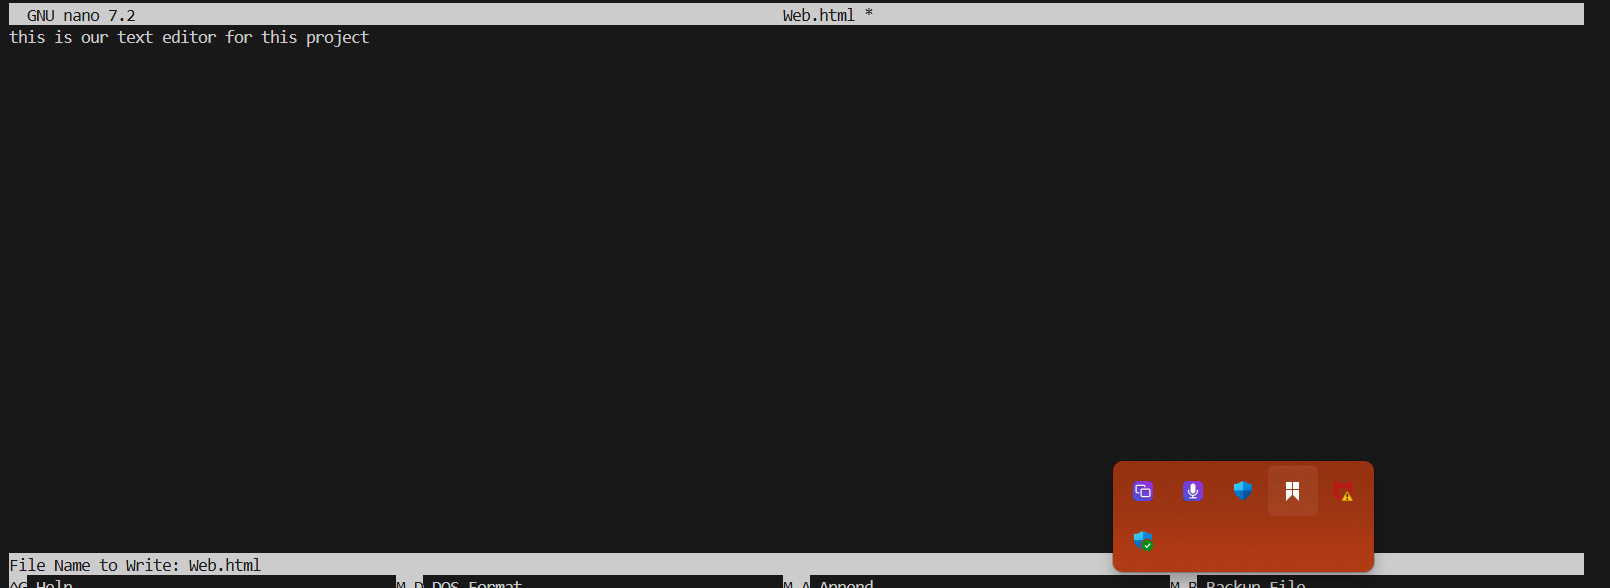 GNU nano 7.2 Web.html *
this is our text editor for this project
File Name to Write: Web.html
^G Help M-D DOS Format M-A Append M-B Backup File